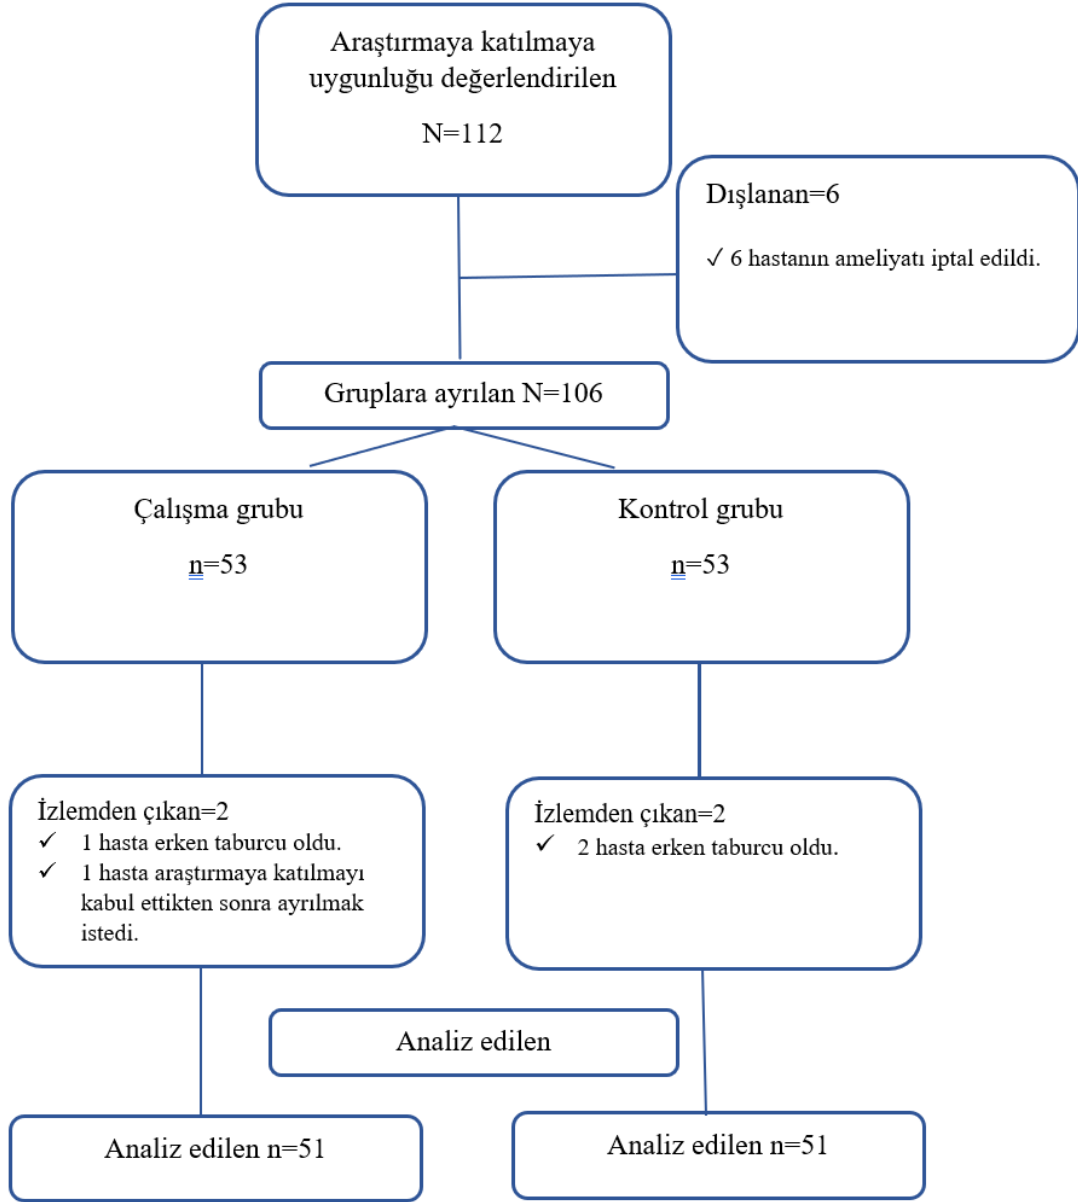 Araştırmaya katılmaya
uygunluğu değerlendirilen
N=112
Dışlanan=6
✓ 6 hastanın ameliyatı iptal edildi.
Gruplara ayrılan N=106
Çalışma grubu
n=53
Kontrol grubu
n=53
İzlemden çıkan=2
✓ 1 hasta erken taburcu oldu.
✓ 1 hasta araştırmaya katılmayı
kabul ettikten sonra ayrılmak
istedi.
İzlemden çıkan=2
✓ 2 hasta erken taburcu oldu.
Analiz edilen
Analiz edilen n=51
Analiz edilen n=51